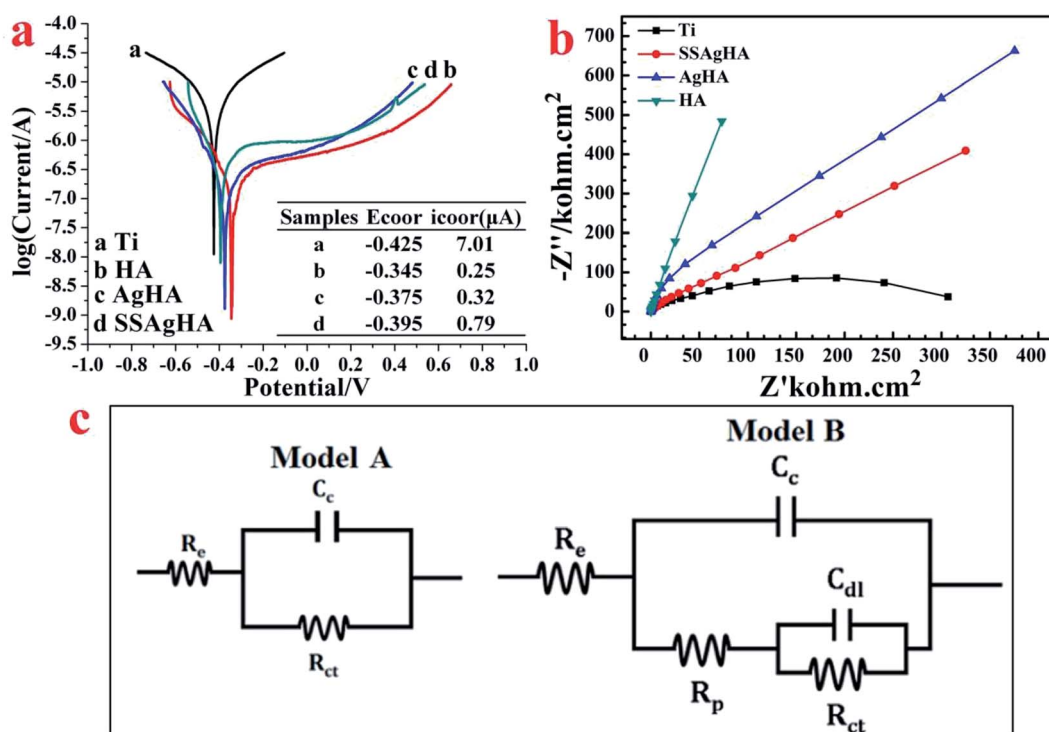 a
-4.0
-4.5
-5.0
-5.5
-6.0
-6.5
-7.0
-7.5
-8.0
-8.5
-9.0
-9.5
log(Current/A)
a
c d b
a Ti
b HA
c AgHA
d SSAgHA
Samples Ecoor icoor(μA)
a -0.425 7.01
b -0.345 0.25
c -0.375 0.32
d -0.395 0.79
-1.0 -0.8 -0.6 -0.4 -0.2 0.0 0.2 0.4 0.6 0.8 1.0
Potential/V
b
700
600
500
400
300
200
100
0
-Z''/kohm.cm²
Ti
SSAgHA
AgHA
HA
0 50 100 150 200 250 300 350 400
Z'kohm.cm²
c
Model A
Cc
Re
Rct
Model B
Cc
Re
Cdl
Rp
Rct